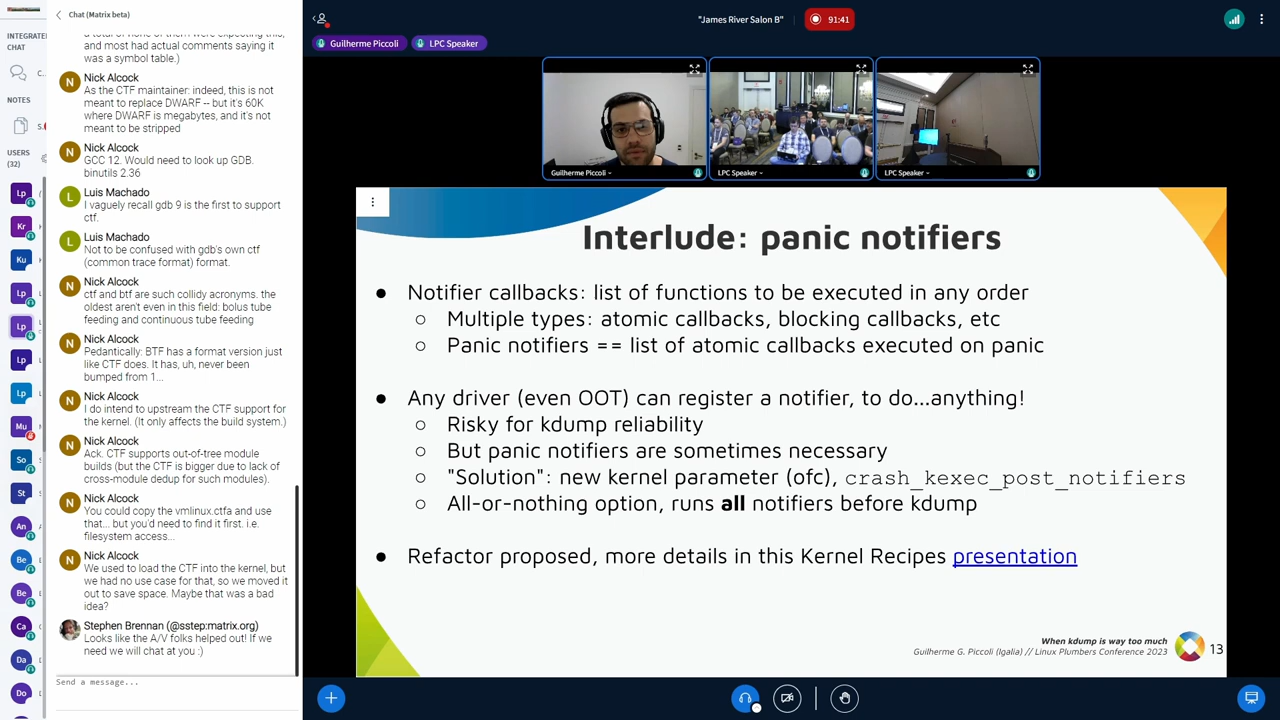 INTEGRATE
CHAT
C...
NOTES
S.
USERS
(32)
Lp
Kr
Ku
Lp
Lp
Lp
Lp
Mu
So
St
An
Be
Be
Ca
Da
Do
Chat (Matrix beta)
a total of none of them were expecting this,
and most had actual comments saying it
was a symbol table.)
N
Nick Alcock
As the CTF maintainer: indeed, this is not
meant to replace DWARF -- but it's 60K
where DWARF is megabytes, and it's not
meant to be stripped
N
Nick Alcock
GCC 12. Would need to look up GDB.
binutils 2.36
L
Luis Machado
I vaguely recall gdb 9 is the first to support
ctf.
L
Luis Machado
Not to be confused with gdb's own ctf
(common trace format) format.
N
Nick Alcock
ctf and btf are such collidy acronyms. the
oldest aren't even in this field: bolus tube
feeding and continuous tube feeding
N
Nick Alcock
Pedantically: BTF has a format version just
like CTF does. It has, uh, never been
bumped from 1...
N
Nick Alcock
I do intend to upstream the CTF support for
the kernel. (It only affects the build system.)
N
Nick Alcock
Ack. CTF supports out-of-tree module
builds (but the CTF is bigger due to lack of
cross-module dedup for such modules).
N
Nick Alcock
You could copy the vmlinux.ctfa and use
that... but you'd need to find it first. i.e.
filesystem access...
N
Nick Alcock
We used to load the CTF into the kernel, but
we had no use case for that, so we moved it
out to save space. Maybe that was a bad
idea?
Stephen Brennan (@sstep:matrix.org)
Looks like the A/V folks helped out! If we
need we will chat at you :)
Send a message...
"James River Salon B"
91:41
Guilherme Piccoli
LPC Speaker
Guilherme Piccoli
LPC Speaker
LPC Speaker
Interlude: panic notifiers
● Notifier callbacks: list of functions to be executed in any order
○ Multiple types: atomic callbacks, blocking callbacks, etc
○ Panic notifiers == list of atomic callbacks executed on panic
● Any driver (even OOT) can register a notifier, to do...anything!
○ Risky for kdump reliability
○ But panic notifiers are sometimes necessary
○ "Solution": new kernel parameter (ofc), crash_kexec_post_notifiers
○ All-or-nothing option, runs all notifiers before kdump
● Refactor proposed, more details in this Kernel Recipes presentation
When kdump is way too much
Guilherme G. Piccoli (Igalia) // Linux Plumbers Conference 2023
13